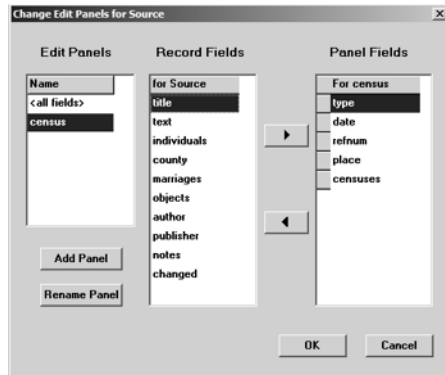 Change Edit Panels for Source
Edit Panels
Name
<all fields>
census
Add Panel
Rename Panel
Record Fields
for Source
title
text
individuals
county
marriages
objects
author
publisher
notes
changed
Panel Fields
For census
type
date
refnum
place
censuses
OK
Cancel